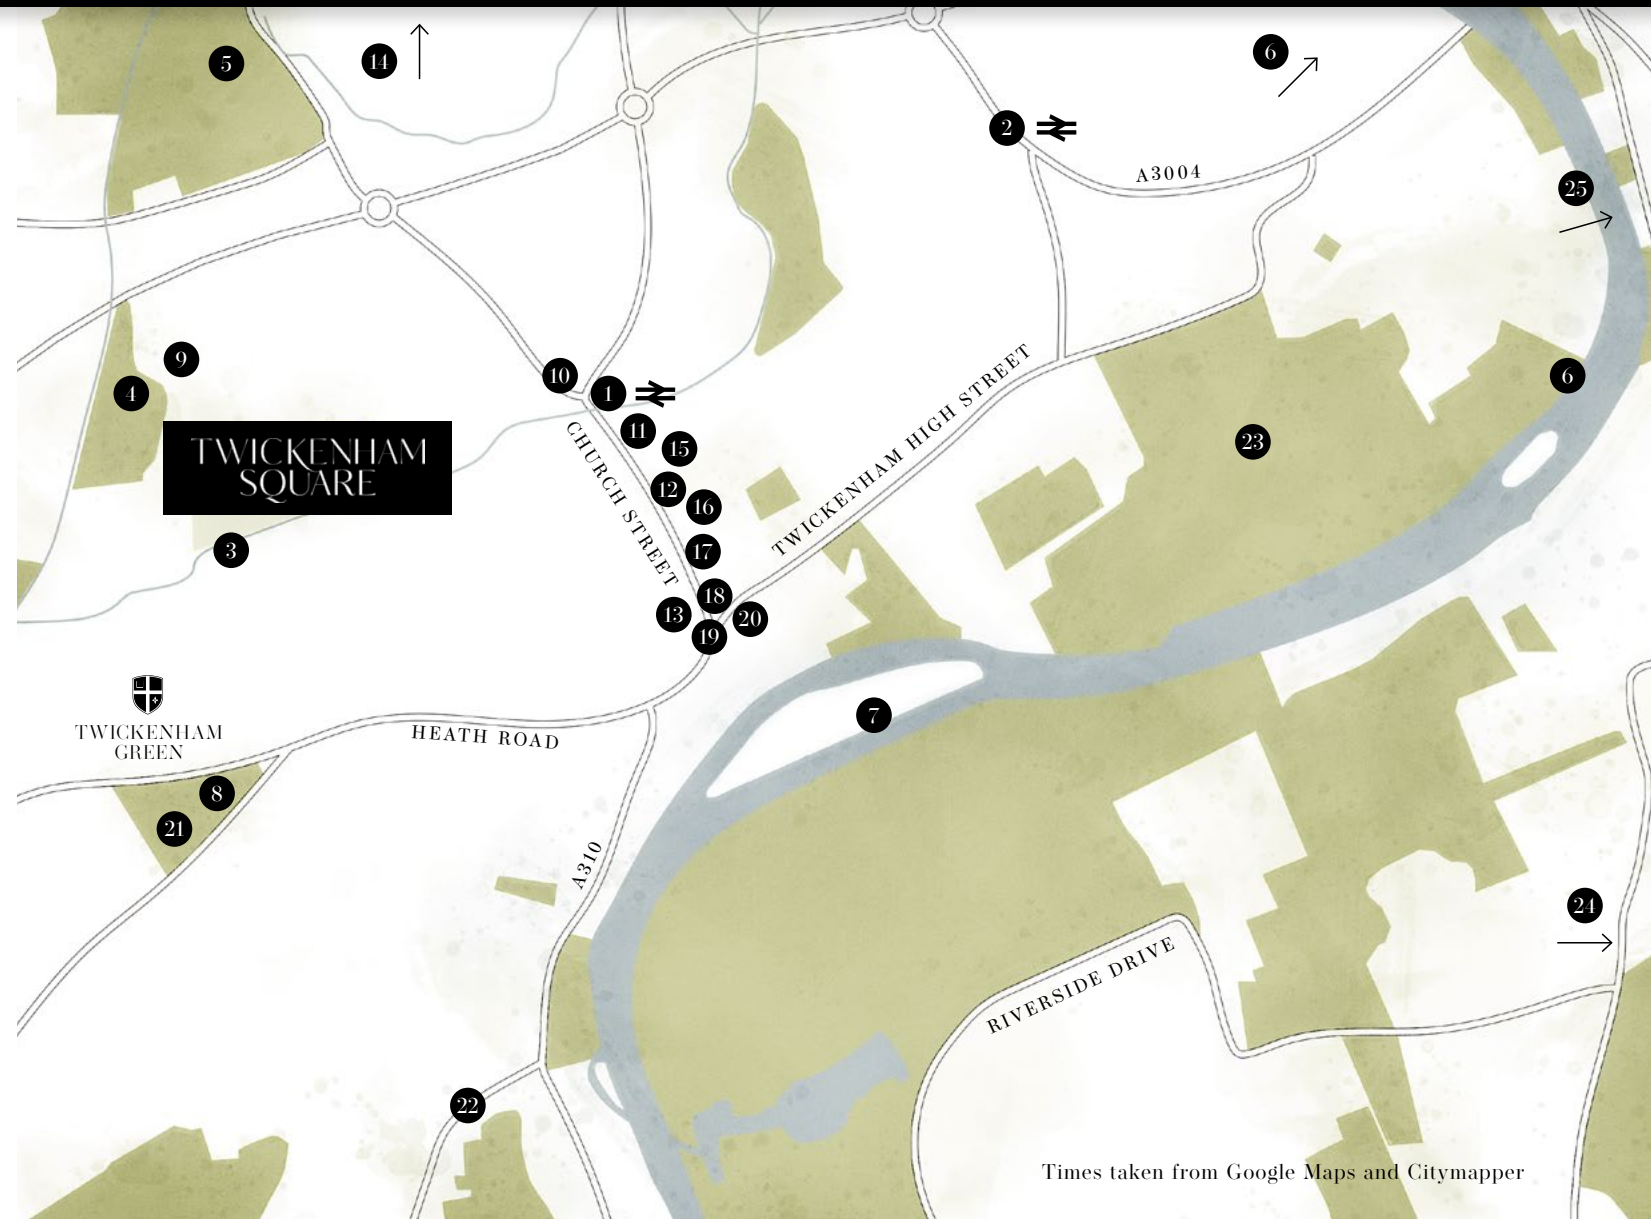 5
14
6
2
A3004
25
9
4
10
1
6
TWICKENHAM
SQUARE
11
15
CHURCH STREET
TWICKENHAM HIGH STREET
23
12
16
3
17
18
13
20
19
TWICKENHAM
GREEN
HEATH ROAD
7
8
21
A310
24
RIVERSIDE DRIVE
22
Times taken from Google Maps and Citymapper